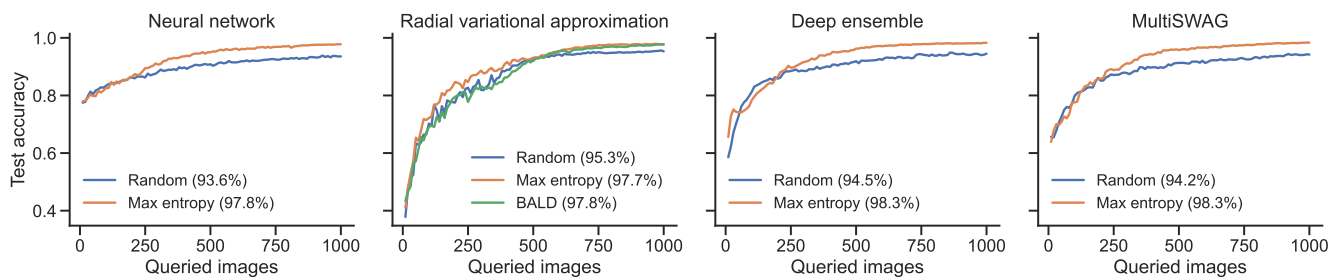 Neural network
Radial variational approximation
Deep ensemble
MultiSWAG
Test accuracy
1.0
0.8
0.6
0.4
Random (93.6%)
Max entropy (97.8%)
Random (95.3%)
Max entropy (97.7%)
BALD (97.8%)
Random (94.5%)
Max entropy (98.3%)
Random (94.2%)
Max entropy (98.3%)
0 250 500 750 1000
0 250 500 750 1000
0 250 500 750 1000
0 250 500 750 1000
Queried images
Queried images
Queried images
Queried images